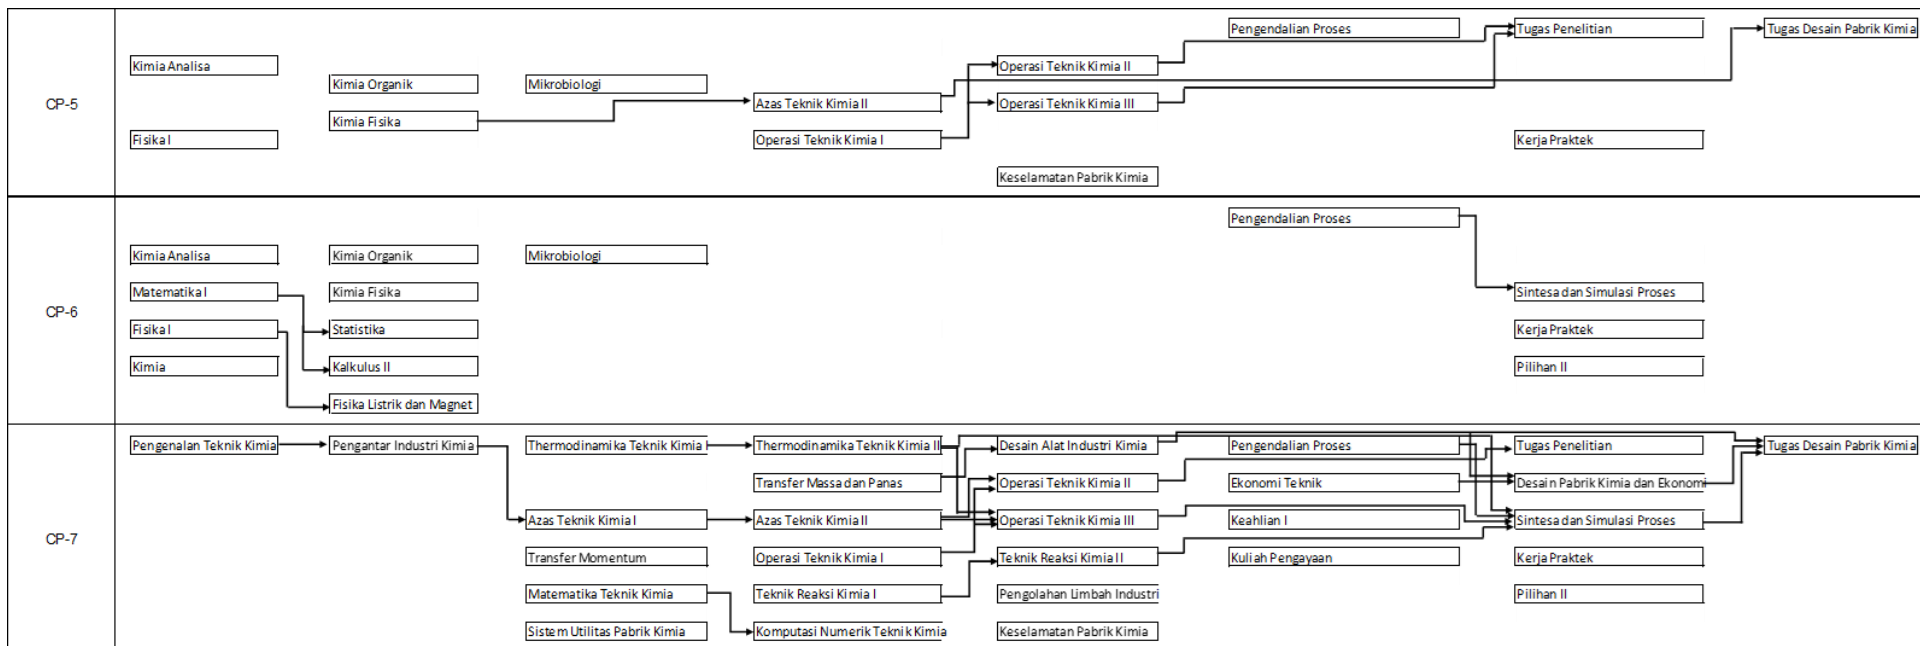 CP-5
Pengendalian Proses
Tugas Penelitian
Tugas Desain Pabrik Kimia
Kimia Analisa
Operasi Teknik Kimia II
Kimia Organik
Mikrobiologi
Azas Teknik Kimia II
Operasi Teknik Kimia III
Kimia Fisika
Fisika I
Operasi Teknik Kimia I
Kerja Praktek
Keselamatan Pabrik Kimia
CP-6
Pengendalian Proses
Kimia Analisa
Kimia Organik
Mikrobiologi
Matematika I
Kimia Fisika
Sintesa dan Simulasi Proses
Fisika I
Statistika
Kerja Praktek
Kimia
Kalkulus II
Pilihan II
Fisika Listrik dan Magnet
CP-7
Pengenalan Teknik Kimia
Pengantar Industri Kimia
Thermodinamika Teknik Kimia I
Thermodinamika Teknik Kimia II
Desain Alat Industri Kimia
Pengendalian Proses
Tugas Penelitian
Tugas Desain Pabrik Kimia
Transfer Massa dan Panas
Operasi Teknik Kimia II
Ekonomi Teknik
Desain Pabrik Kimia dan Ekonomi
Azas Teknik Kimia I
Azas Teknik Kimia II
Operasi Teknik Kimia III
Keahlian I
Sintesa dan Simulasi Proses
Transfer Momentum
Operasi Teknik Kimia I
Teknik Reaksi Kimia II
Kuliah Pengayaan
Kerja Praktek
Matematika Teknik Kimia
Teknik Reaksi Kimia I
Pengolahan Limbah Industri
Pilihan II
Sistem Utilitas Pabrik Kimia
Komputasi Numerik Teknik Kimia
Keselamatan Pabrik Kimia